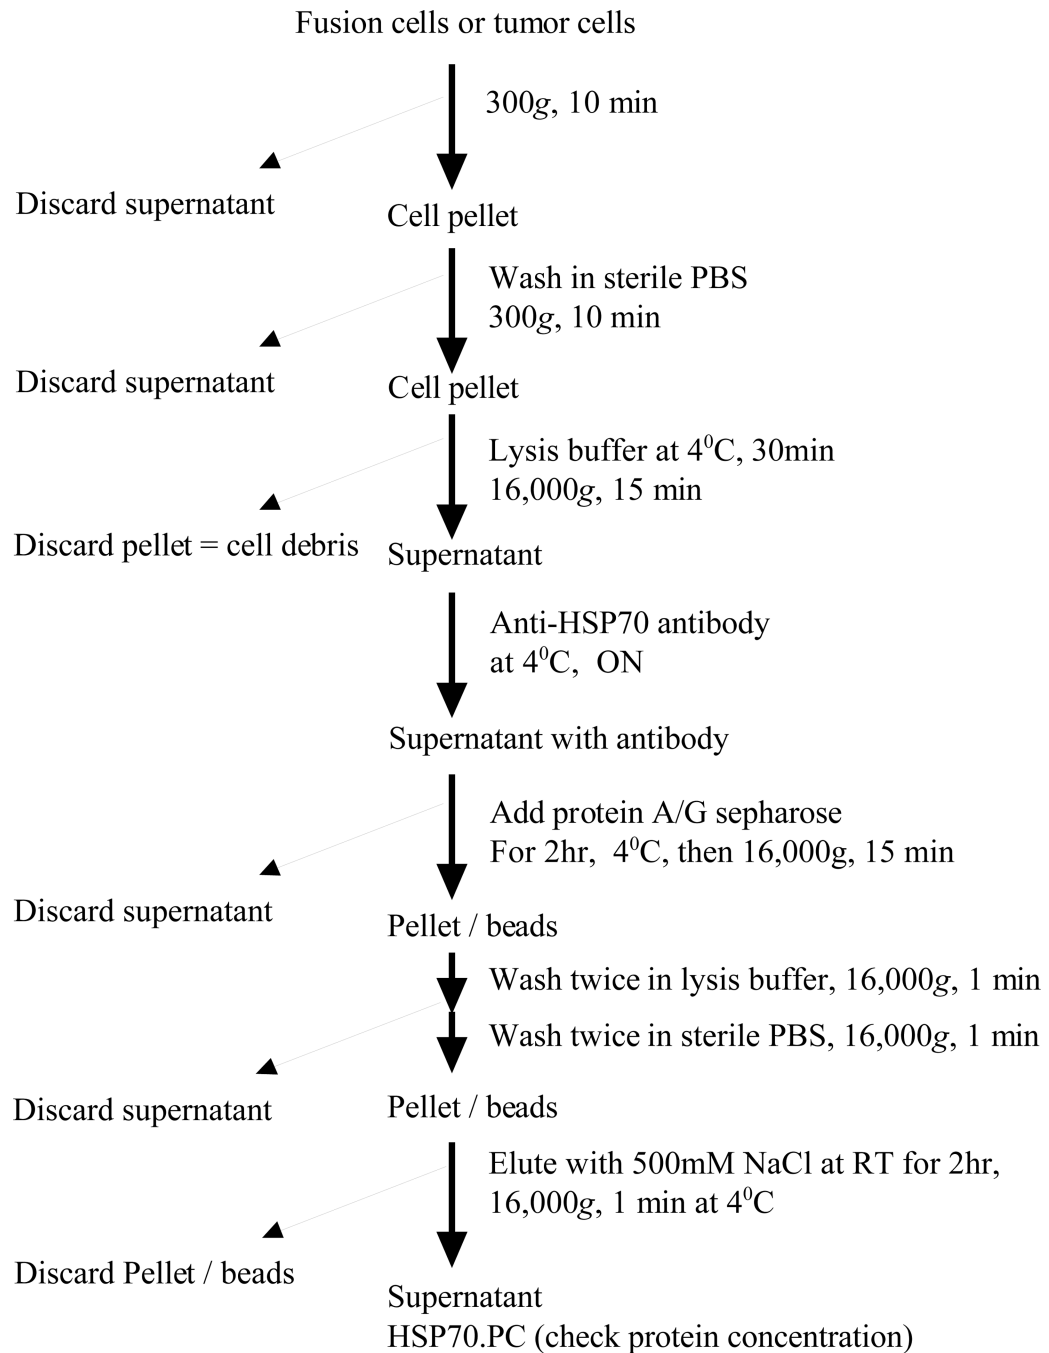 Fusion cells or tumor cells
300g, 10 min
Discard supernatant
Cell pellet
Wash in sterile PBS
300g, 10 min
Discard supernatant
Cell pellet
Lysis buffer at 4⁰C, 30min
16,000g, 15 min
Discard pellet = cell debris
Supernatant
Anti-HSP70 antibody
at 4⁰C,  ON
Supernatant with antibody
Add protein A/G sepharose
For 2hr,  4⁰C, then 16,000g, 15 min
Discard supernatant
Pellet / beads
Wash twice in lysis buffer, 16,000g, 1 min
Wash twice in sterile PBS, 16,000g, 1 min
Discard supernatant
Pellet / beads
Elute with 500mM NaCl at RT for 2hr,
16,000g, 1 min at 4⁰C
Discard Pellet / beads
Supernatant
HSP70.PC (check protein concentration)